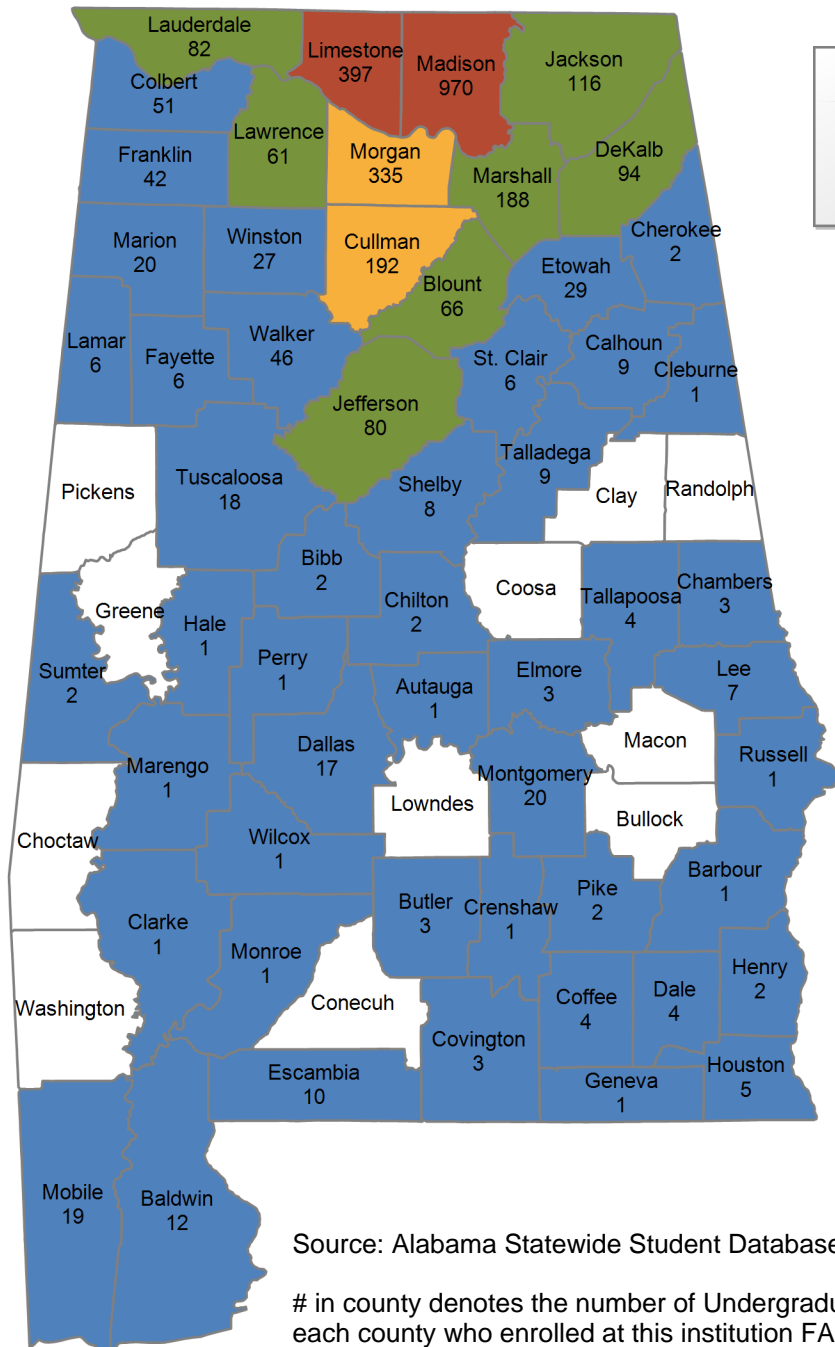 Lauderdale
82
Limestone
397
Madison
970
Jackson
116
Colbert
51
Lawrence
61
Franklin
42
Morgan
335
Marshall
188
DeKalb
94
Cherokee
2
Marion
20
Winston
27
Cullman
192
Blount
66
Etowah
29
Lamar
6
Fayette
6
Walker
46
St. Clair
6
Calhoun
9
Cleburne
1
Jefferson
80
Talladega
9
Pickens
Tuscaloosa
18
Shelby
8
Clay
Randolph
Bibb
2
Greene
Hale
1
Chilton
2
Coosa
Tallapoosa
4
Chambers
3
Sumter
2
Perry
1
Autauga
1
Elmore
3
Lee
7
Marengo
1
Dallas
17
Lowndes
Montgomery
20
Macon
Russell
1
Bullock
Choctaw
Wilcox
1
Barbour
1
Clarke
1
Monroe
1
Butler
3
Crenshaw
1
Pike
2
Henry
2
Washington
Conecuh
Coffee
4
Dale
4
Covington
3
Escambia
10
Geneva
1
Houston
5
Mobile
19
Baldwin
12
Source: Alabama Statewide Student Database
# in county denotes the number of Undergradu
each county who enrolled at this institution FA